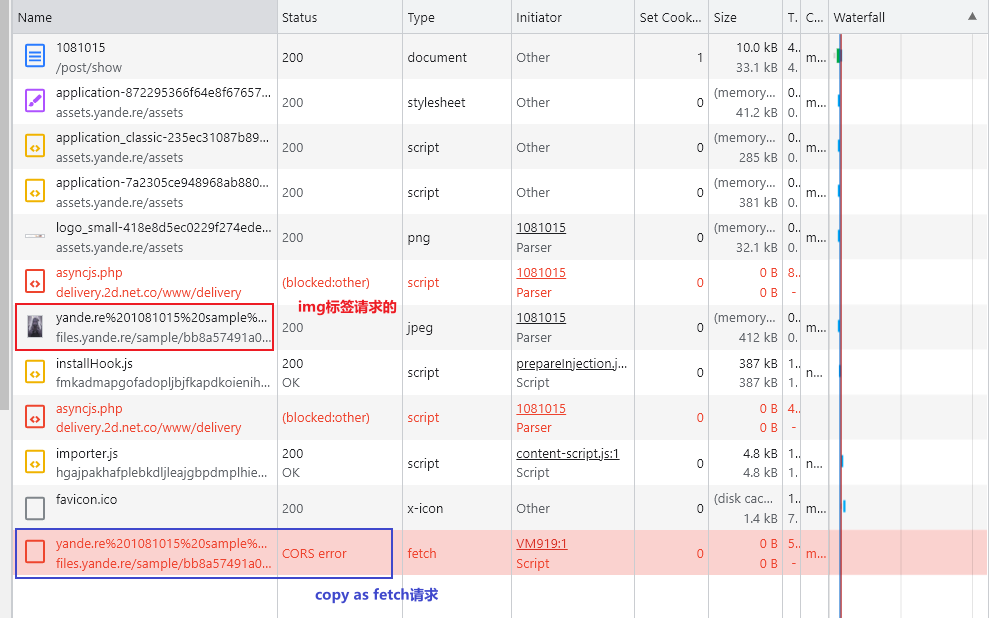 Name Status Type Initiator Set Cook... Size T. C... Waterfall
1081015
/post/show
200 document Other 1 10.0 kB 4.. m...
33.1 kB 4.
application-872295366f64e8f67657...
assets.yande.re/assets
200 stylesheet Other 0 (memory... 0.. m...
41.2 kB 0.
application_classic-235ec31087b89...
assets.yande.re/assets
200 script Other 0 (memory... 0.. m...
285 kB 0.
application-7a2305ce948968ab880...
assets.yande.re/assets
200 script Other 0 (memory... 0.. m...
381 kB 0.
logo_small-418e8d5ec0229f274ede...
assets.yande.re/assets
200 png 1081015 0 (memory... 0.. m...
Parser 32.1 kB 0.
asyncjs.php
delivery.2d.net.co/www/delivery
(blocked:other) script 1081015 0 0 B 8..
Parser 0 B -
img标签请求的
yande.re%201081015%20sample%...
files.yande.re/sample/bb8a57491a0...
200 jpeg 1081015 0 (memory... 0.. m...
Parser 412 kB 0.
installHook.js
fmkadmapgofadopljbjfkapdkoienih...
200 script prepareInjection.j... 0 387 kB 1.. n...
OK Script 387 kB 1.
asyncjs.php
delivery.2d.net.co/www/delivery
(blocked:other) script 1081015 0 0 B 4..
Parser 0 B -
importer.js
hgajpakhafplebkdljleajgbpdmplhie...
200 script content-script.js:1 0 4.8 kB 1.. n...
OK Script 4.8 kB 1.
favicon.ico
200 x-icon Other 0 (disk cac... 1.. m...
1.4 kB 7.
yande.re%201081015%20sample%...
files.yande.re/sample/bb8a57491a0...
CORS error fetch VM919:1 0 0 B 5.. m...
Script 0 B -
copy as fetch请求